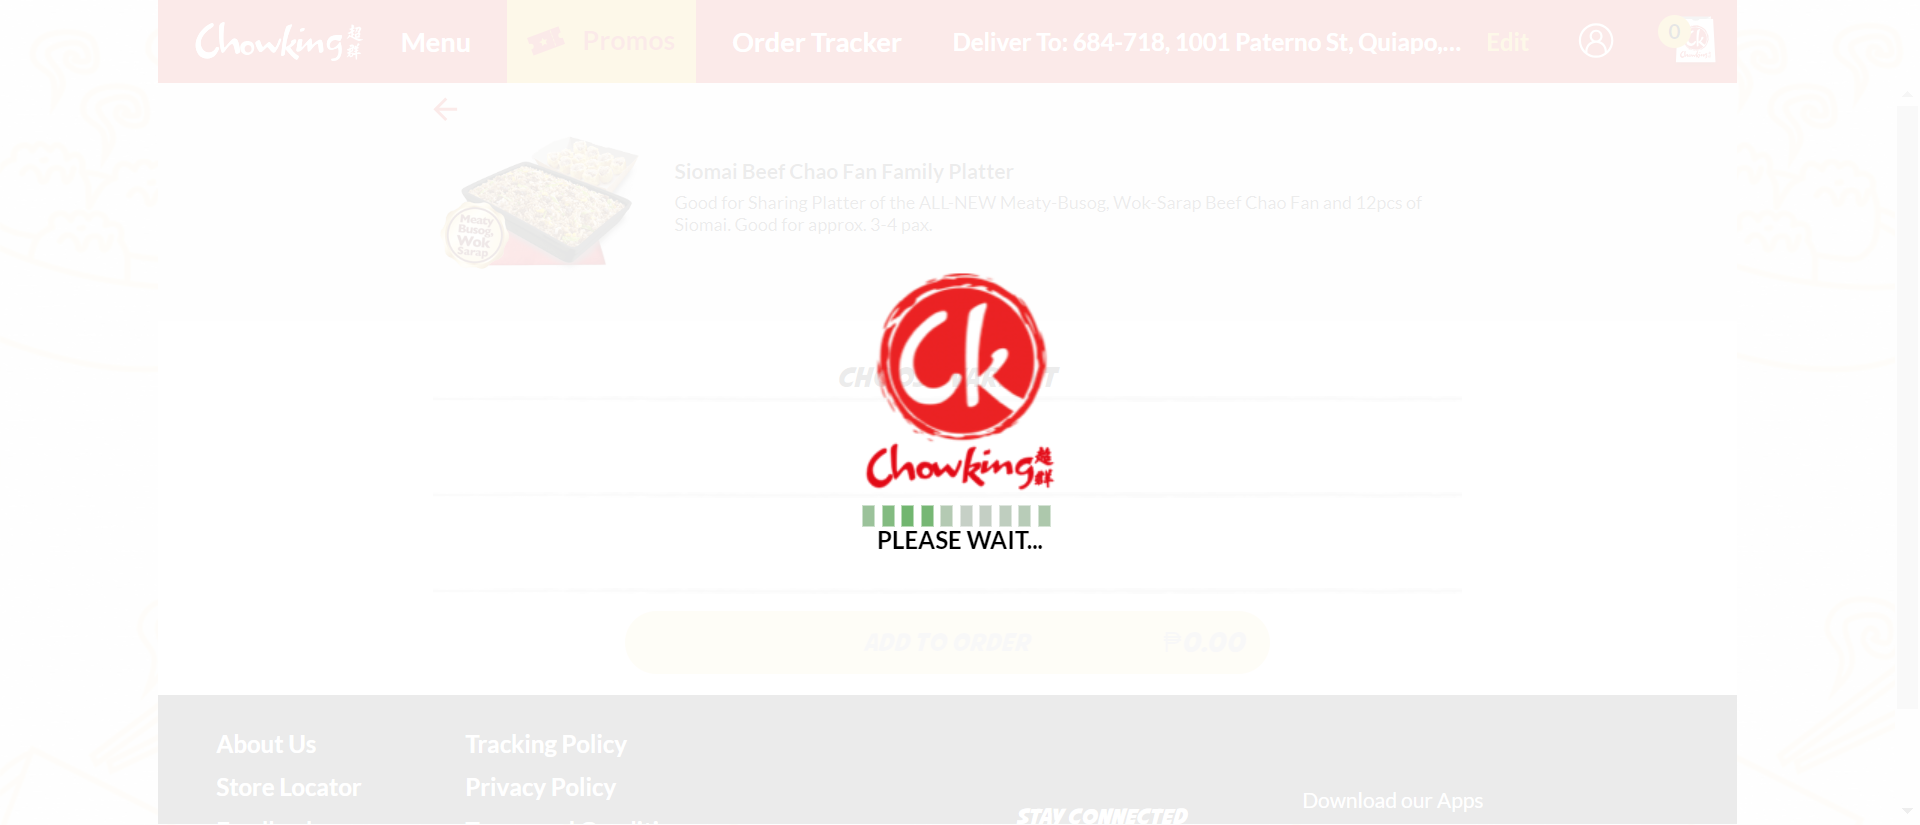 Chowking 超群
Menu
Promos
Order Tracker
Deliver To: 684-718, 1001 Paterno St, Quiapo,...
Edit
0
Siomai Beef Chao Fan Family Platter
Good for Sharing Platter of the ALL-NEW Meaty-Busog, Wok-Sarap Beef Chao Fan and 12pcs of
Siomai. Good for approx. 3-4 pax.
Meaty
Busog
Wok
Sarap
Ck
Chowking 超群
PLEASE WAIT...
ADD TO ORDER
₱0.00
About Us
Tracking Policy
Store Locator
Privacy Policy
STAY CONNECTED
Download our Apps